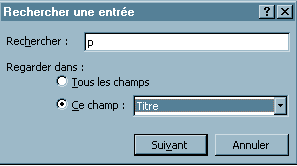 Rechercher une entrée
Rechercher : p
Regarder dans :
Tous les champs
Ce champ : Titre
Suivant Annuler